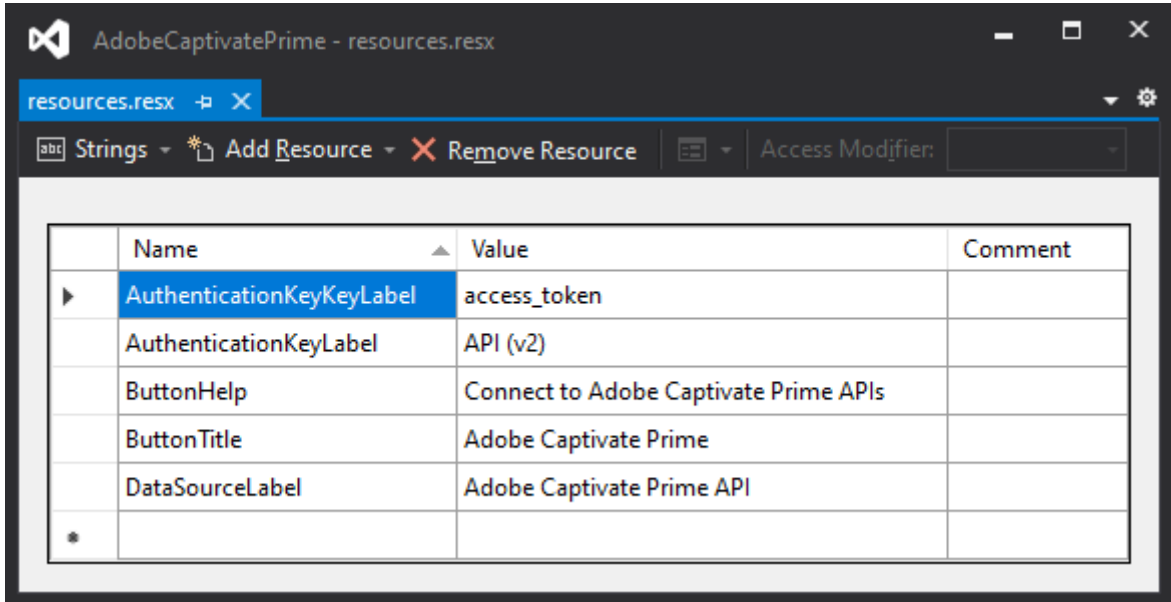 AdobeCaptivatePrime - resources.resx
resources.resx
abc Strings Add Resource Remove Resource Access Modifier:
Name Value Comment
AuthenticationKeyKeyLabel access_token
AuthenticationKeyLabel API (v2)
ButtonHelp Connect to Adobe Captivate Prime APIs
ButtonTitle Adobe Captivate Prime
DataSourceLabel Adobe Captivate Prime API